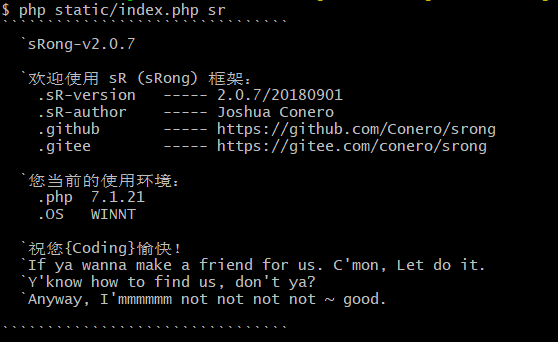 $ php static/index.php sr
````````````````````````````````
`sRong-v2.0.7
`欢迎使用 sR (sRong) 框架:
.sR-version ----- 2.0.7/20180901
.sR-author ----- Joshua Conero
.github ----- https://github.com/Conero/srong
.gitee ----- https://gitee.com/conero/srong
`您当前的使用环境:
.php 7.1.21
.OS WINNT
`祝您{Coding}愉快!
`If ya wanna make a friend for us. C'mon, Let do it.
`Y'know how to find us, don't ya?
`Anyway, I'mmmmmm not not not not ~ good.
````````````````````````````````